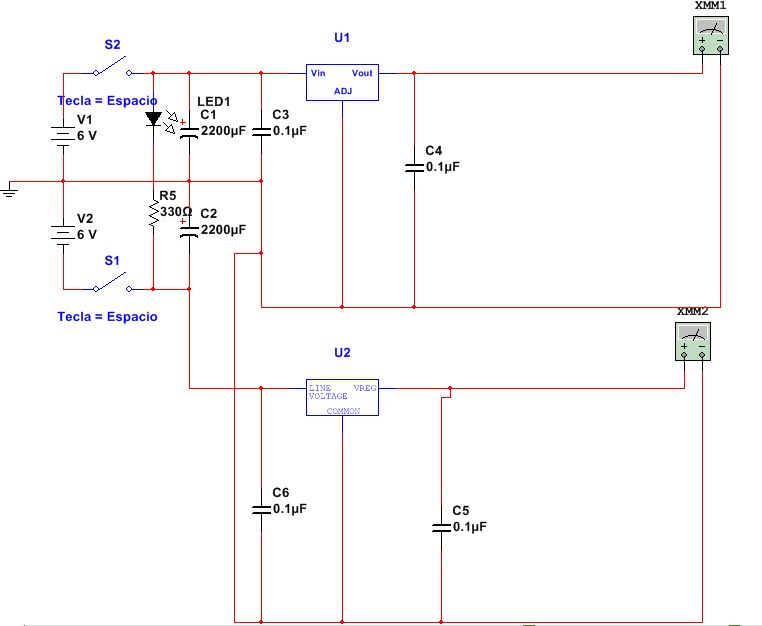 XMM1
S2
U1
Vin Vout
ADJ
Tecla = Espacio
LED1
V1
6 V
C1
+
2200µF
C3
0.1µF
+ −
C4
0.1µF
R5
330Ω
V2
6 V
C2
+
2200µF
S1
Tecla = Espacio
XMM2
+ −
U2
LINE VREG
VOLTAGE
COMMON
C6
0.1µF
C5
0.1µF